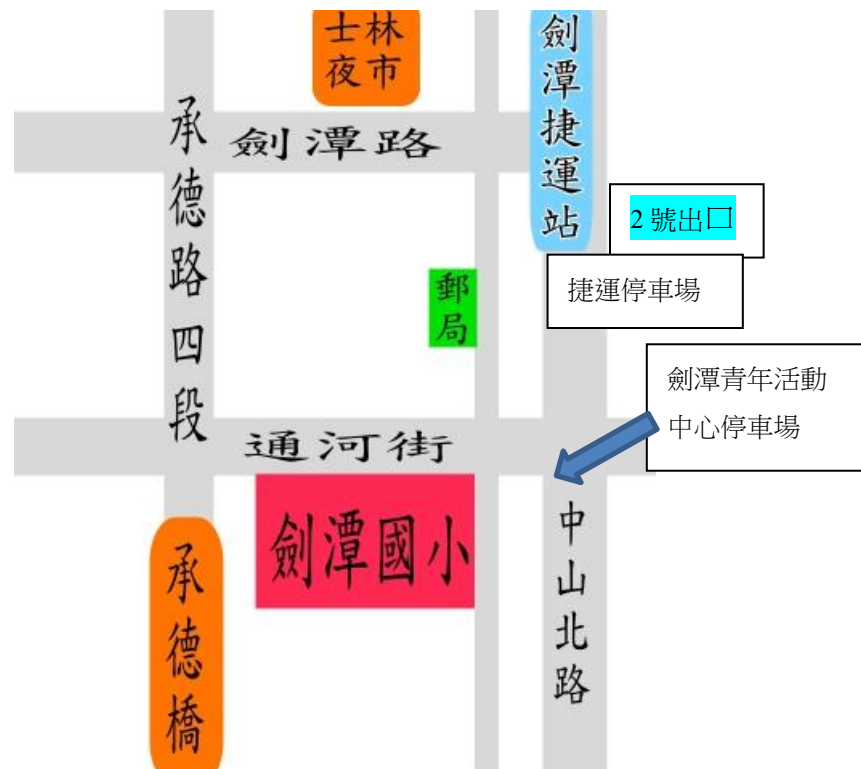 士林
夜市
劍潭捷運站
承德路四段
劍潭路
2 號出口
捷運停車場
郵局
劍潭青年活動
中心停車場
通河街
劍潭國小
中山北路
承德橋